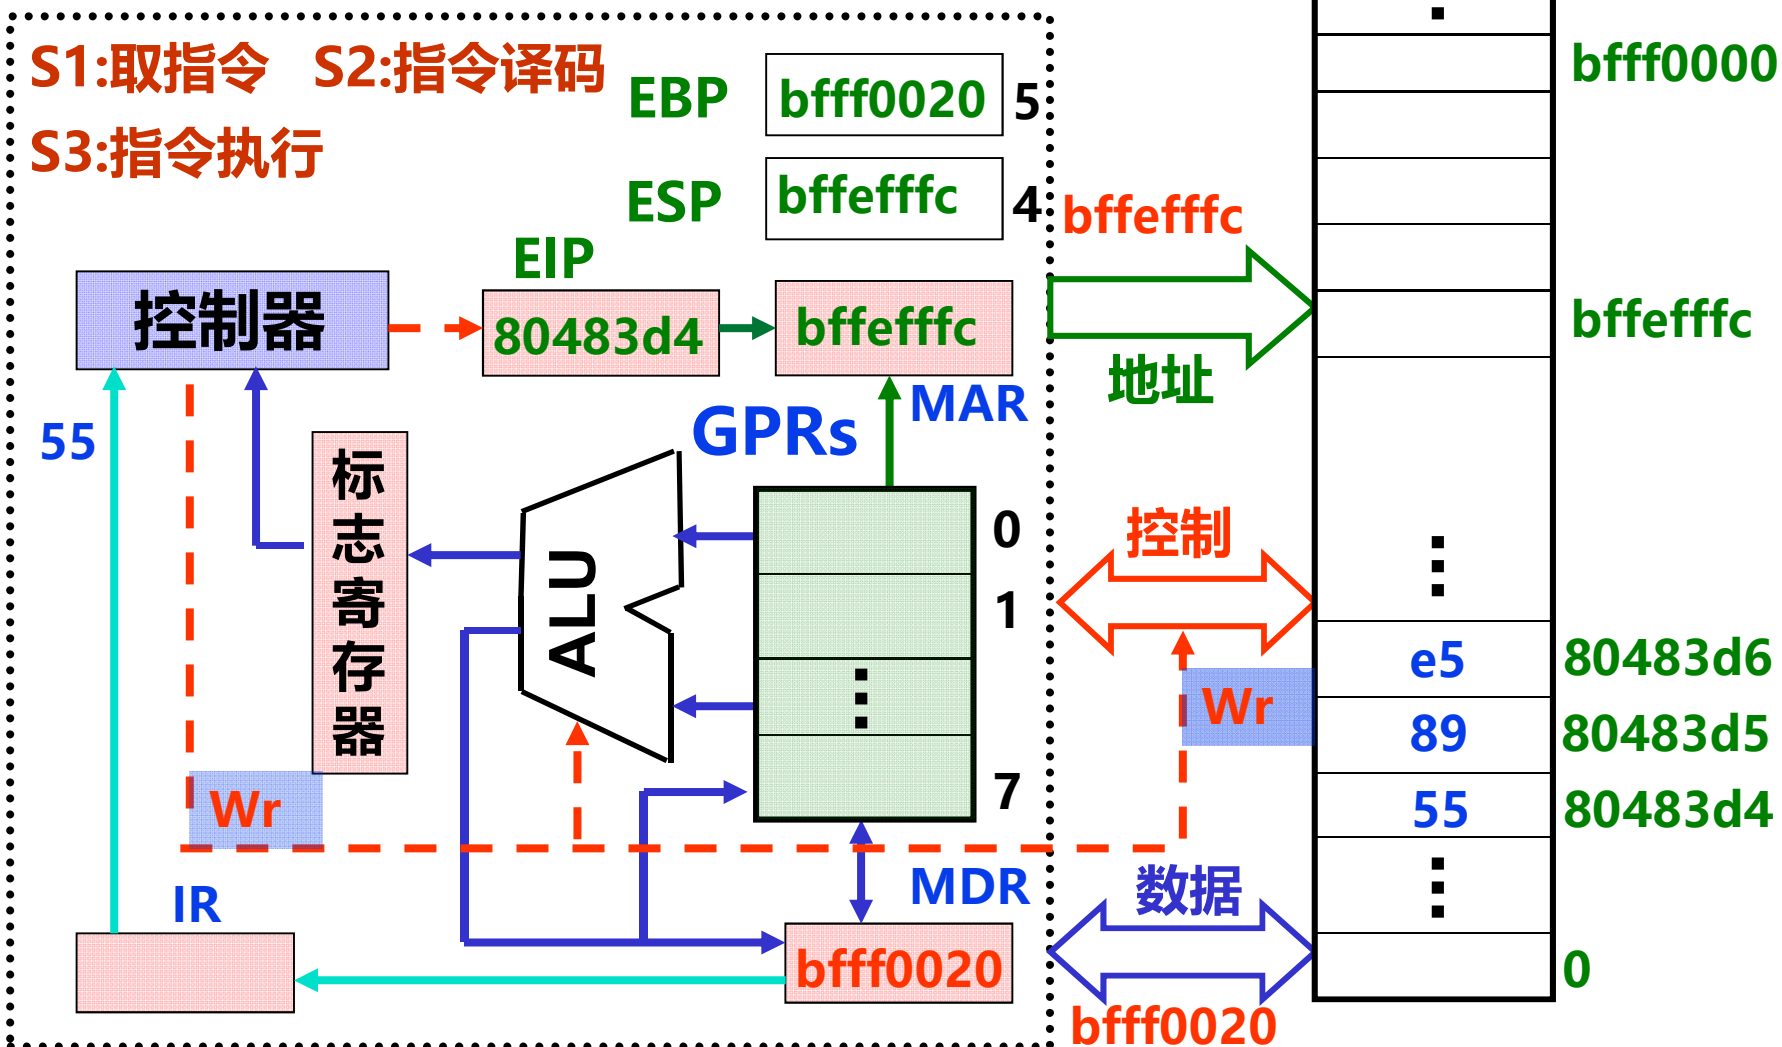 S1:取指令 S2:指令译码
S3:指令执行
EBP bfff0020 5
ESP bffefffc 4
EIP
控制器
80483d4
bffefffc
MAR
GPRs
55
标志寄存器
ALU
0
1
7
Wr
IR
MDR
bfff0020
bffefffc
地址
控制
Wr
数据
bfff0020
bfff0000
bffefffc
e5 80483d6
89 80483d5
55 80483d4
0